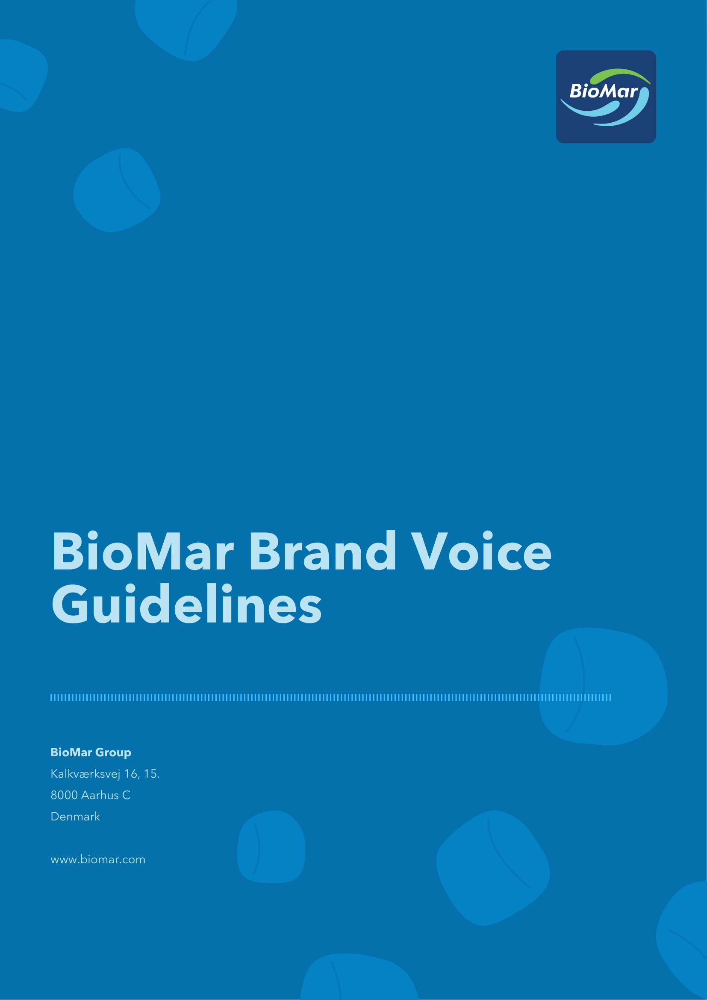 BioMar
BioMar Brand Voice
Guidelines
BioMar Group
Kalkværksvej 16, 15.
8000 Aarhus C
Denmark
www.biomar.com